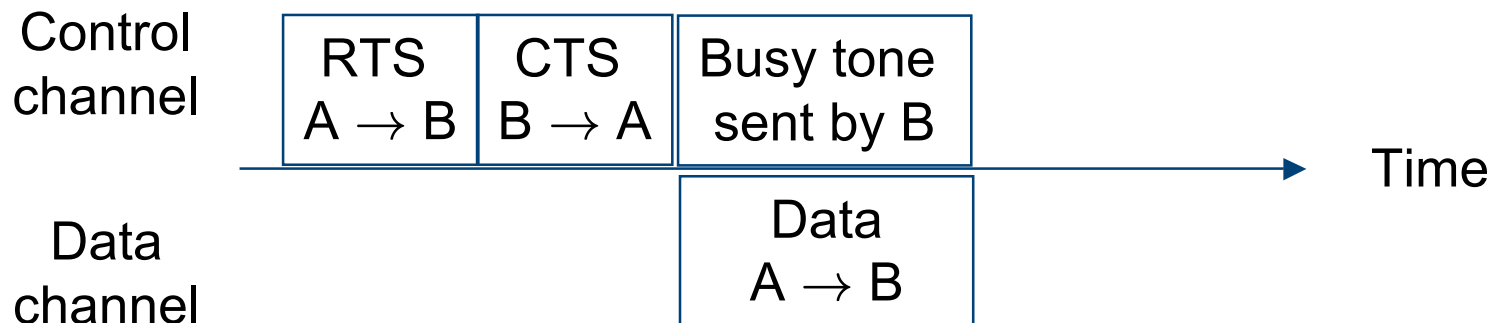 Control
channel
RTS
A → B
CTS
B → A
Busy tone
sent by B
Time
Data
channel
Data
A → B